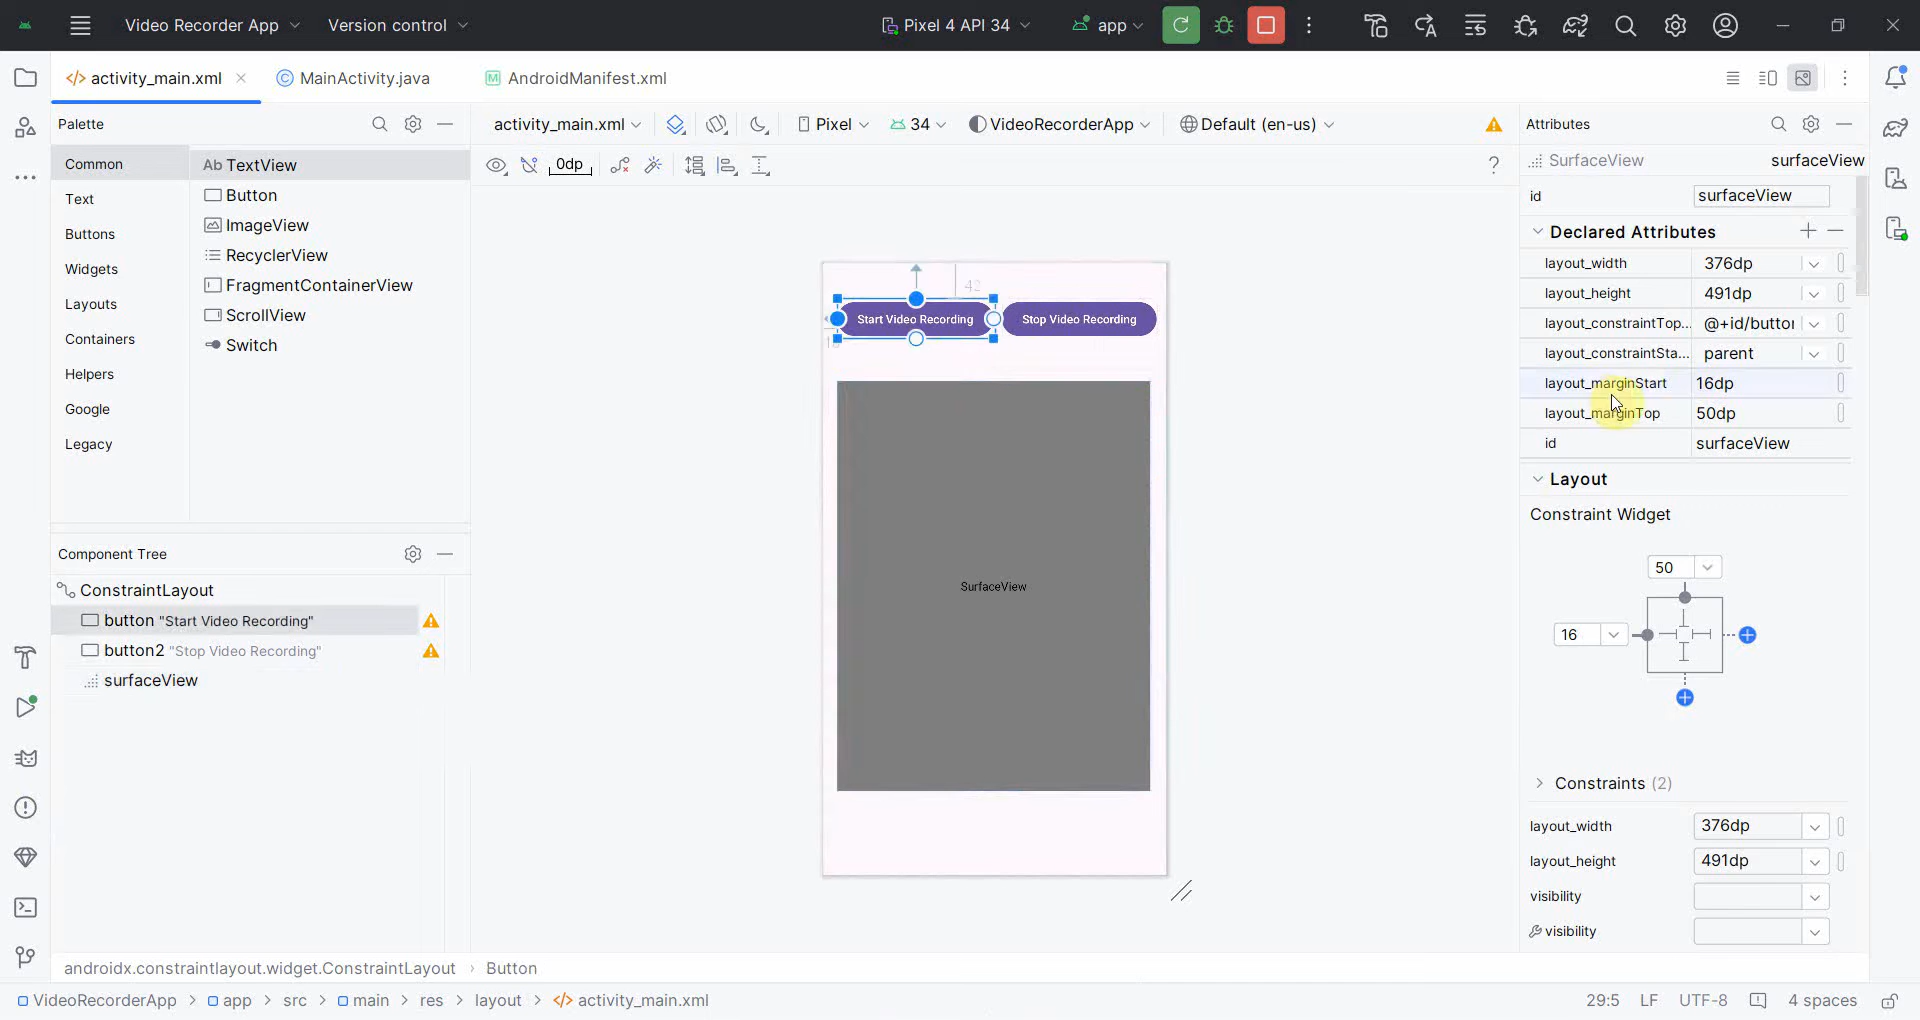 Video Recorder App
Version control
Pixel 4 API 34
app
activity_main.xml
MainActivity.java
AndroidManifest.xml
Palette
activity_main.xml
Pixel
34
VideoRecorderApp
Default (en-us)
Attributes
Common
Text
Buttons
Widgets
Layouts
Containers
Helpers
Google
Legacy
Ab TextView
Button
ImageView
RecyclerView
FragmentContainerView
ScrollView
Switch
0dp
?
42
Start Video Recording
Stop Video Recording
SurfaceView
SurfaceView
surfaceView
id
surfaceView
Declared Attributes
layout_width
376dp
layout_height
491dp
layout_constraintTop...
@+id/button
layout_constraintSta...
parent
layout_marginStart
16dp
layout_marginTop
50dp
id
surfaceView
Layout
Constraint Widget
50
16
Constraints (2)
layout_width
376dp
layout_height
491dp
visibility
visibility
Component Tree
ConstraintLayout
button "Start Video Recording"
button2 "Stop Video Recording"
surfaceView
androidx.constraintlayout.widget.ConstraintLayout > Button
VideoRecorderApp > app > src > main > res > layout > activity_main.xml
29:5
LF
UTF-8
4 spaces